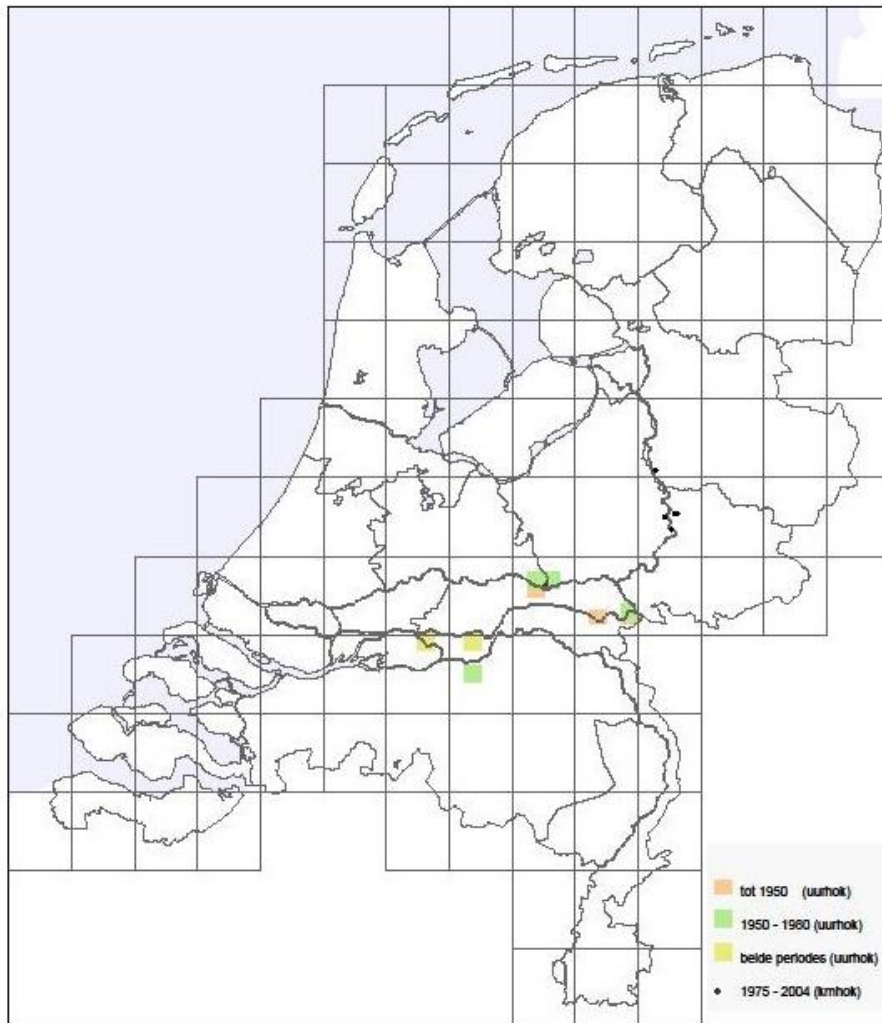 tot 1950 (uurhok)
1950 - 1980 (uurhok)
beide periodes (uurhok)
1975 - 2004 (kmhok)